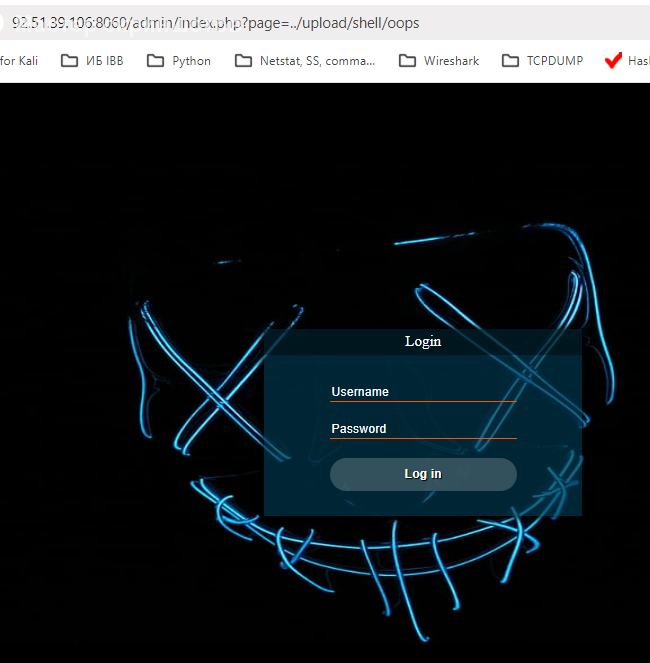 92.51.39.106:8060/admin/index.php?page=../upload/shell/oops
for Kali ИБ IBB Python Netstat, SS, comma... Wireshark TCPDUMP Hash
Login
Username
Password
Log in